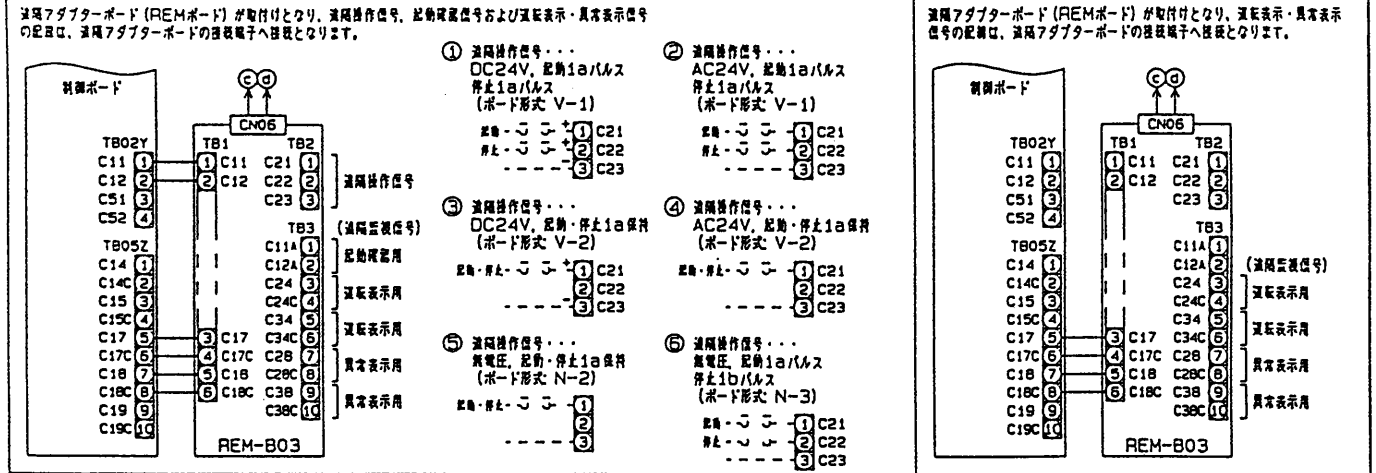 遠隔アダプターボード(REMボード)が取付けとなり、遠隔操作信号、起動確認信号および運転表示・異常表示信号
の配線は、遠隔アダプターボードの接続端子へ接続となります。
制御ボード
c d
CN06
TB02Y TB1 TB2
C11 1 1 C11 C21 1
C12 2 2 C12 C22 2
C51 3 C23 3
C52 4
遠隔操作信号
TB3 (遠隔監視信号)
TB05Z C11A 1
C14 1 C12A 2
起動確認用
C14C 2 C24 3
C15 3 C24C 4
運転表示用
C15C 4 C34 5
C17 5 3 C17 C34C 6
運転表示用
C17C 6 4 C17C C28 7
C18 7 5 C18 C28C 8
異常表示用
C18C 8 6 C18C C38 9
C19 9 C38C 10
異常表示用
C19C 10
REM-B03
① 遠隔操作信号・・・
DC24V、起動1aパルス
停止1aパルス
(ボード形式 V-1)
起動 + 1 C21
停止 + 2 C22
- 3 C23
② 遠隔操作信号・・・
AC24V、起動1aパルス
停止1aパルス
(ボード形式 V-1)
起動 1 C21
停止 2 C22
3 C23
③ 遠隔操作信号・・・
DC24V、起動・停止1a保持
(ボード形式 V-2)
起動・停止 + 1 C21
2 C22
- 3 C23
④ 遠隔操作信号・・・
AC24V、起動・停止1a保持
(ボード形式 V-2)
起動・停止 1 C21
2 C22
3 C23
⑤ 遠隔操作信号・・・
無電圧、起動・停止1a保持
(ボード形式 N-2)
起動・停止 1
2
3
⑥ 遠隔操作信号・・・
無電圧、起動1aパルス
停止1bパルス
(ボード形式 N-3)
起動 1 C21
停止 2 C22
3 C23
遠隔アダプターボード(REMボード)が取付けとなり、運転表示・異常表示
信号の配線は、遠隔アダプターボードの接続端子へ接続となります。
制御ボード
c d
CN06
TB02Y TB1 TB2
C11 1 1 C11 C21 1
C12 2 2 C12 C22 2
C51 3 C23 3
C52 4
TB3
TB05Z C11A 1
C14 1 C12A 2 (遠隔監視信号)
C14C 2 C24 3
C15 3 C24C 4
運転表示用
C15C 4 C34 5
C17 5 3 C17 C34C 6
運転表示用
C17C 6 4 C17C C28 7
C18 7 5 C18 C28C 8
異常表示用
C18C 8 6 C18C C38 9
C19 9 C38C 10
異常表示用
C19C 10
REM-B03